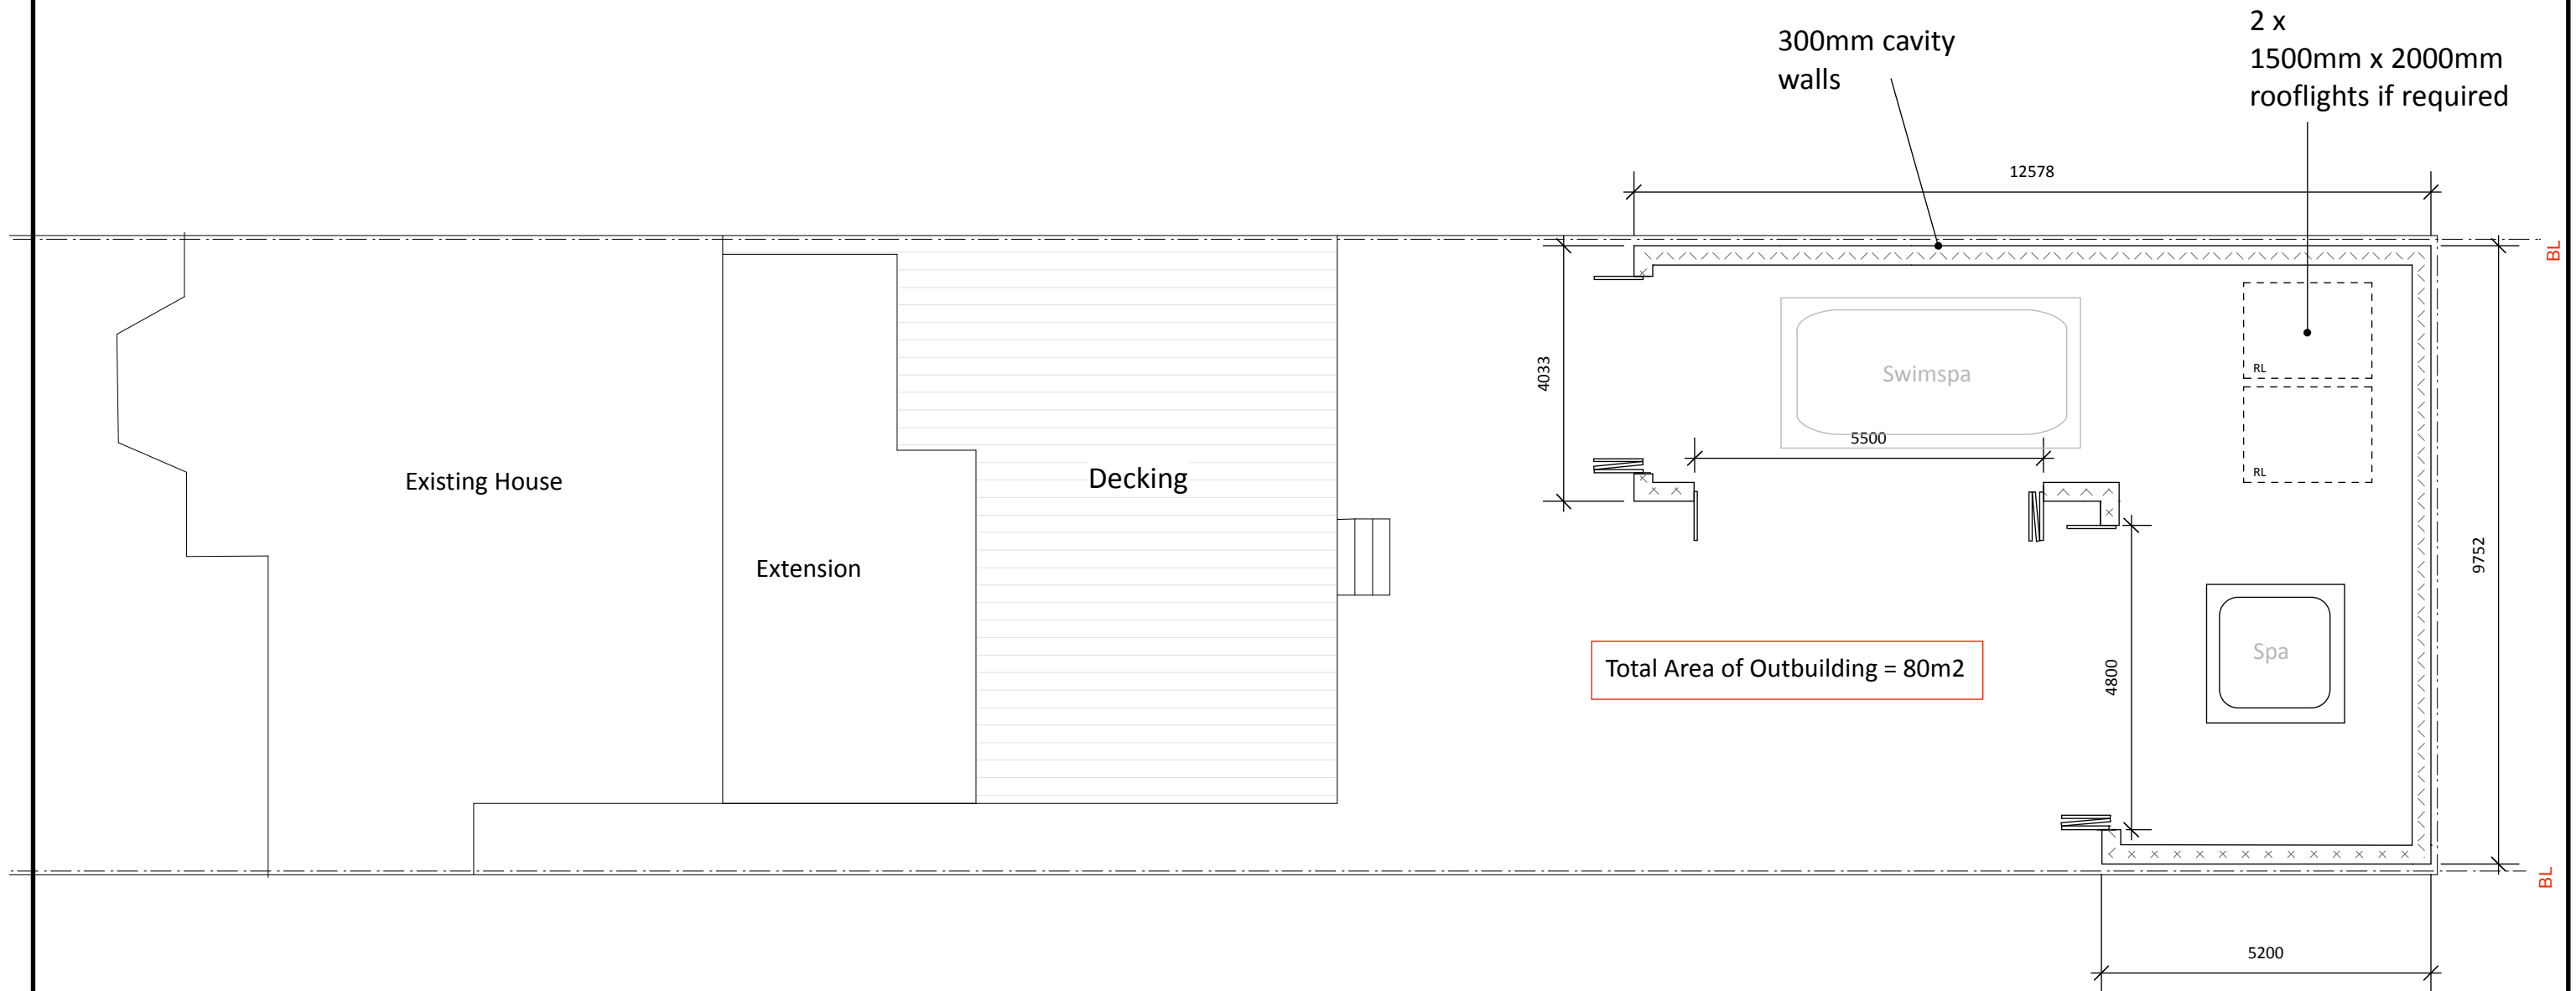 300mm cavity
walls
2 x
1500mm x 2000mm
rooflights if required
12578
BL
4033
Swimspa
5500
RL
RL
Existing House
Decking
Extension
9752
Total Area of Outbuilding = 80m2
4800
Spa
BL
5200